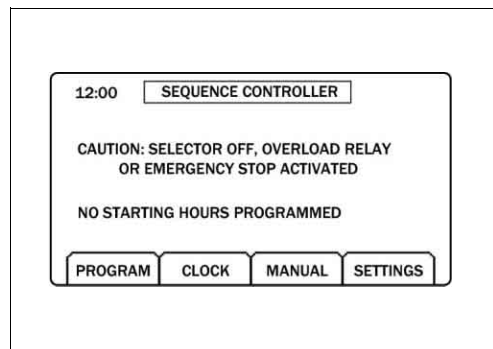 12:00 SEQUENCE CONTROLLER
CAUTION: SELECTOR OFF, OVERLOAD RELAY
OR EMERGENCY STOP ACTIVATED
NO STARTING HOURS PROGRAMMED
PROGRAM CLOCK MANUAL SETTINGS